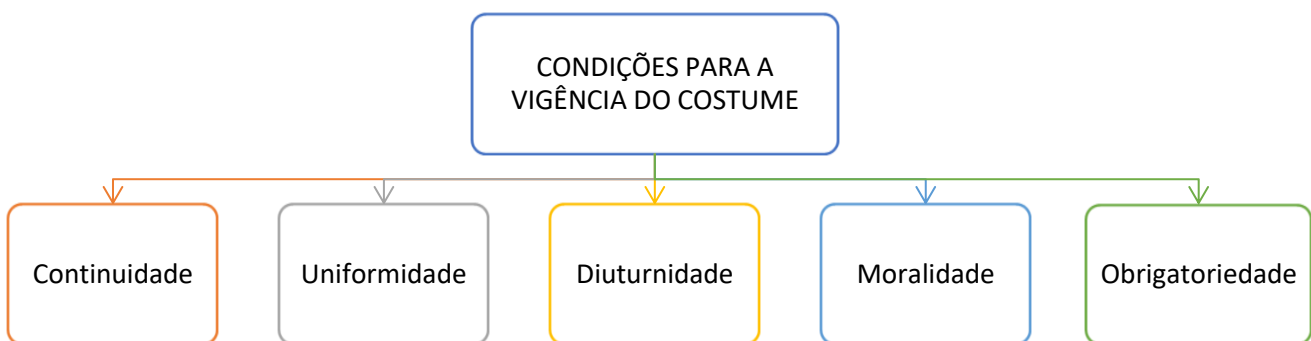 CONDIÇÕES PARA A
VIGÊNCIA DO COSTUME
Continuidade
Uniformidade
Diuturnidade
Moralidade
Obrigatoriedade